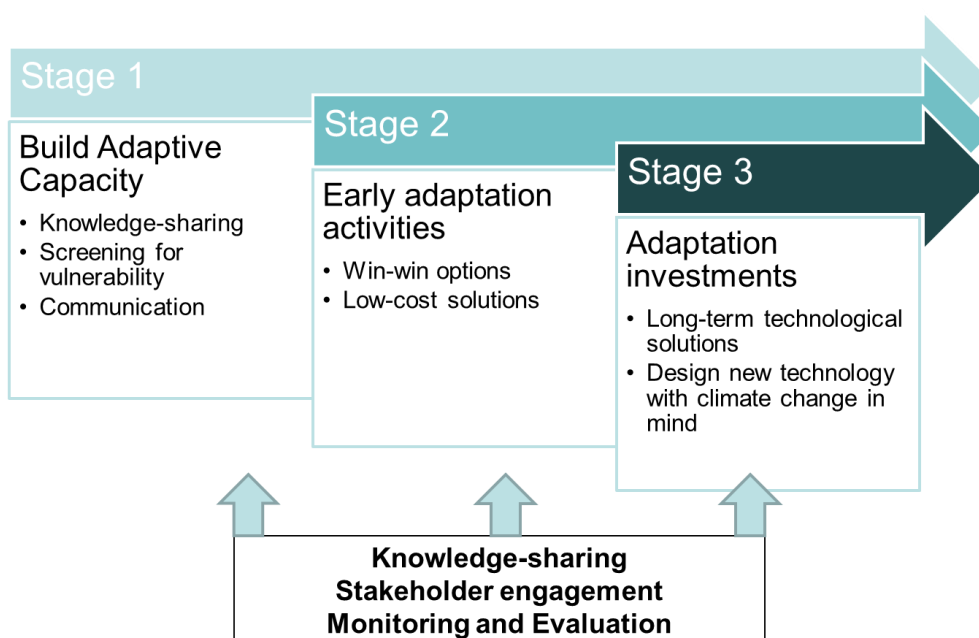 Stage 1
Build Adaptive
Capacity
• Knowledge-sharing
• Screening for
vulnerability
• Communication
Stage 2
Early adaptation
activities
• Win-win options
• Low-cost solutions
Stage 3
Adaptation
investments
• Long-term technological
solutions
• Design new technology
with climate change in
mind
Knowledge-sharing
Stakeholder engagement
Monitoring and Evaluation